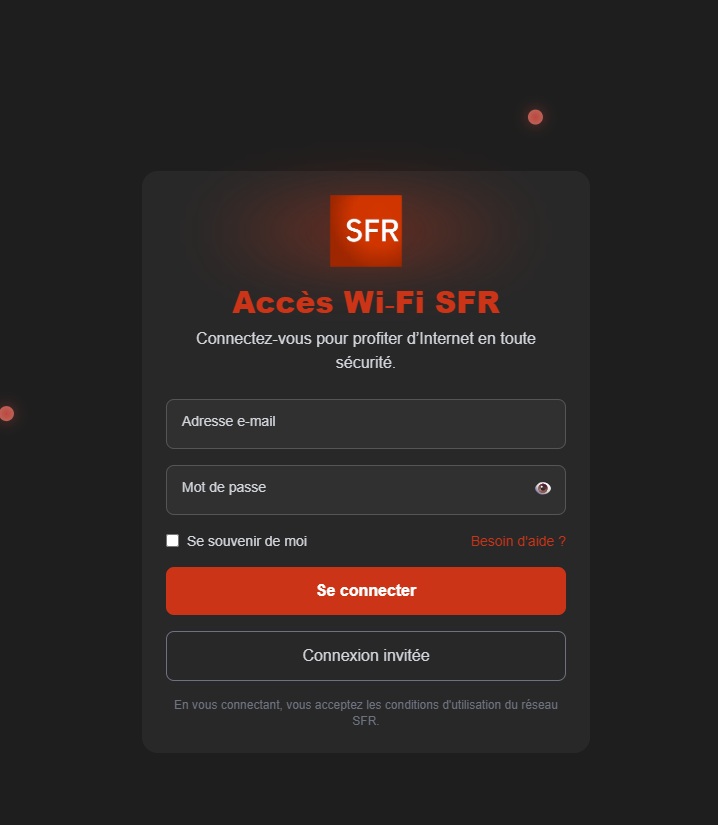 SFR
Accès Wi-Fi SFR
Connectez-vous pour profiter d’Internet en toute
sécurité.
Adresse e-mail
Mot de passe
Se souvenir de moi
Besoin d'aide ?
Se connecter
Connexion invitée
En vous connectant, vous acceptez les conditions d'utilisation du réseau
SFR.